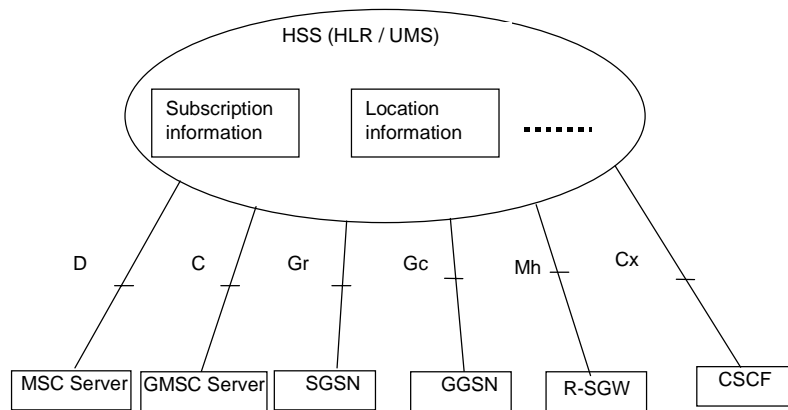 HSS (HLR / UMS)
Subscription
information
Location
information
D
C
Gr
Gc
Mh
Cx
MSC Server
GMSC Server
SGSN
GGSN
R-SGW
CSCF